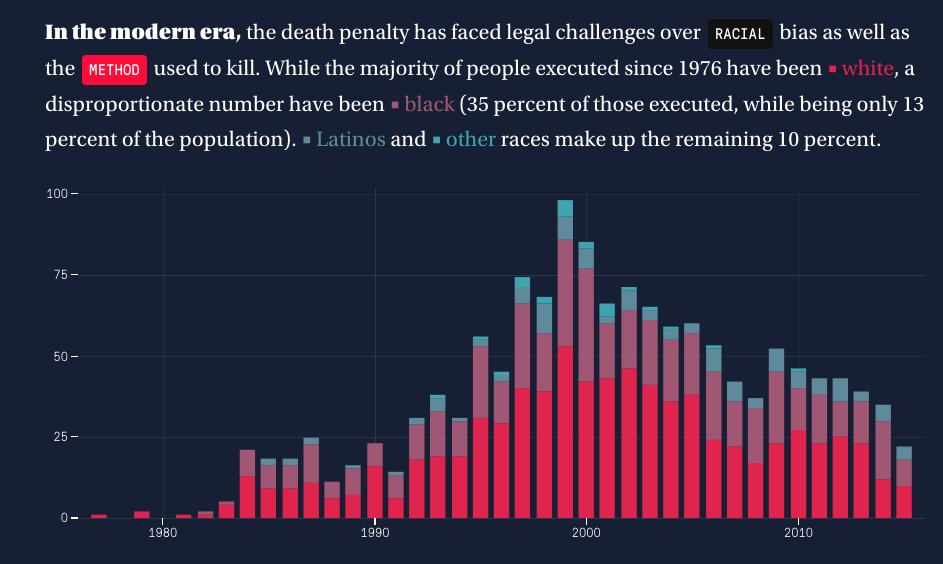 In the modern era, the death penalty has faced legal challenges over RACIAL bias as well as
the METHOD used to kill. While the majority of people executed since 1976 have been ▪ white, a
disproportionate number have been ▪ black (35 percent of those executed, while being only 13
percent of the population). ▪ Latinos and ▪ other races make up the remaining 10 percent.
100
75
50
25
0
1980 1990 2000 2010